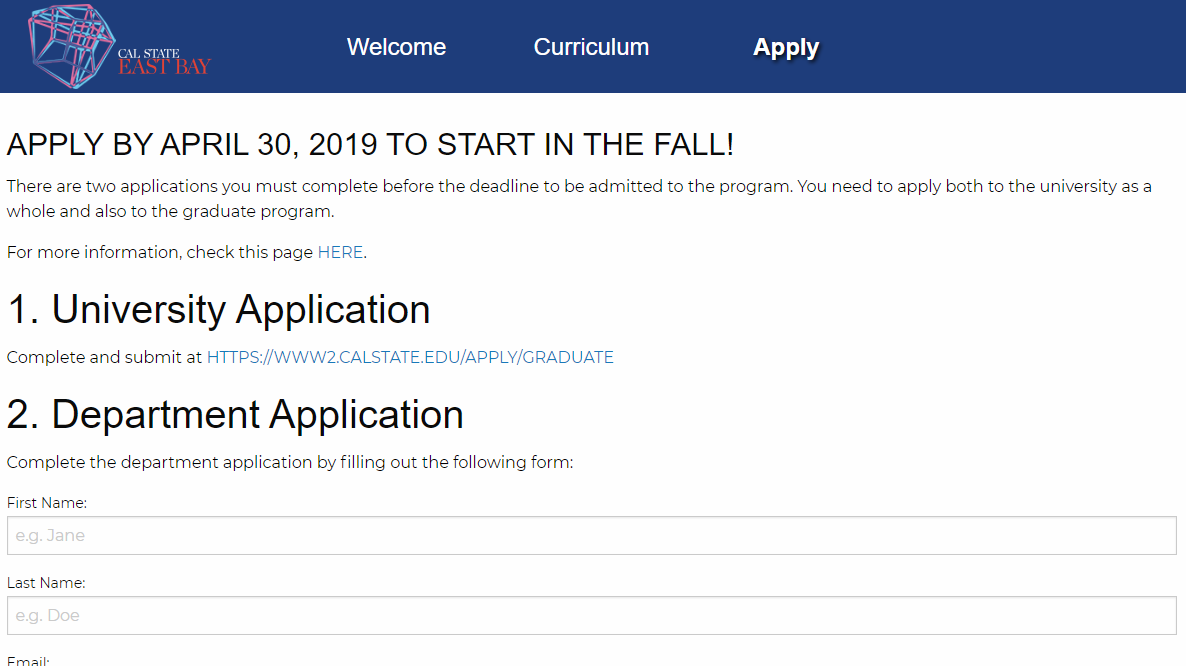 CAL STATE
EAST BAY
Welcome
Curriculum
Apply
APPLY BY APRIL 30, 2019 TO START IN THE FALL!
There are two applications you must complete before the deadline to be admitted to the program. You need to apply both to the university as a
whole and also to the graduate program.
For more information, check this page HERE.
1. University Application
Complete and submit at HTTPS://WWW2.CALSTATE.EDU/APPLY/GRADUATE
2. Department Application
Complete the department application by filling out the following form:
First Name:
e.g. Jane
Last Name:
e.g. Doe
Email: